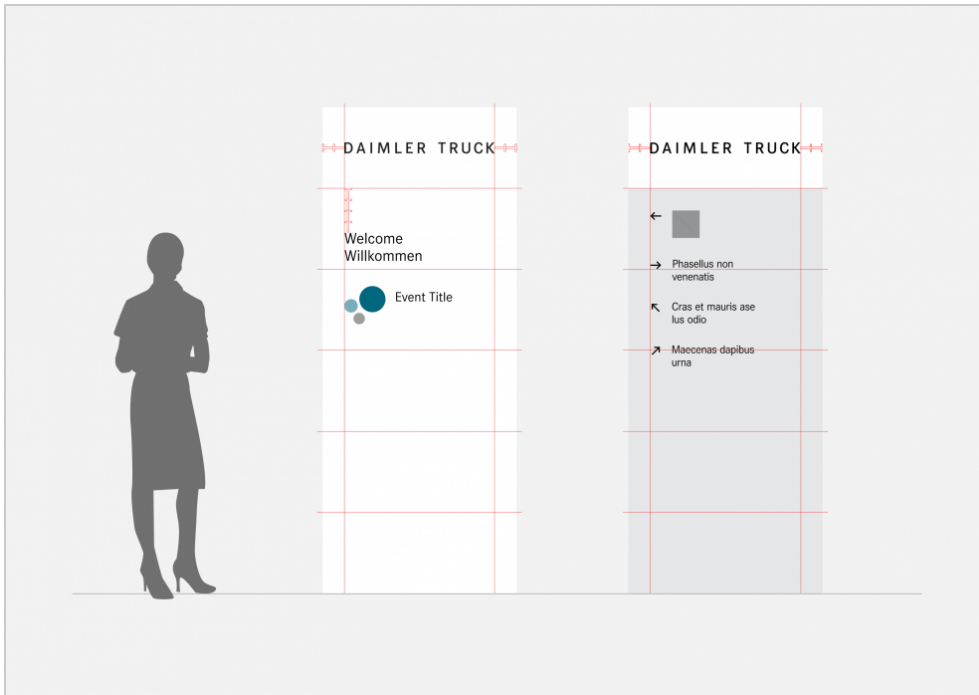 DAIMLER TRUCK
Welcome
Willkommen
Event Title
DAIMLER TRUCK
Phasellus non
venenatis
Cras et mauris ase
lus odio
Maecenas dapibus
urna